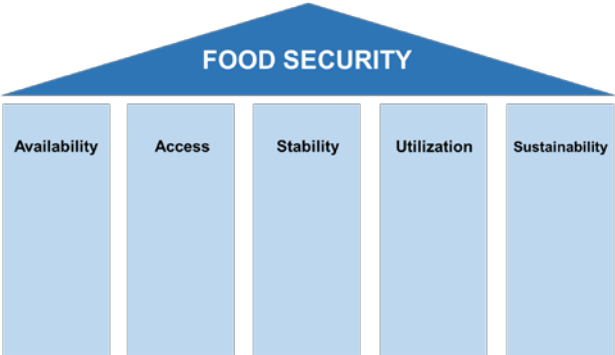 FOOD SECURITY
Availability
Access
Stability
Utilization
Sustainability